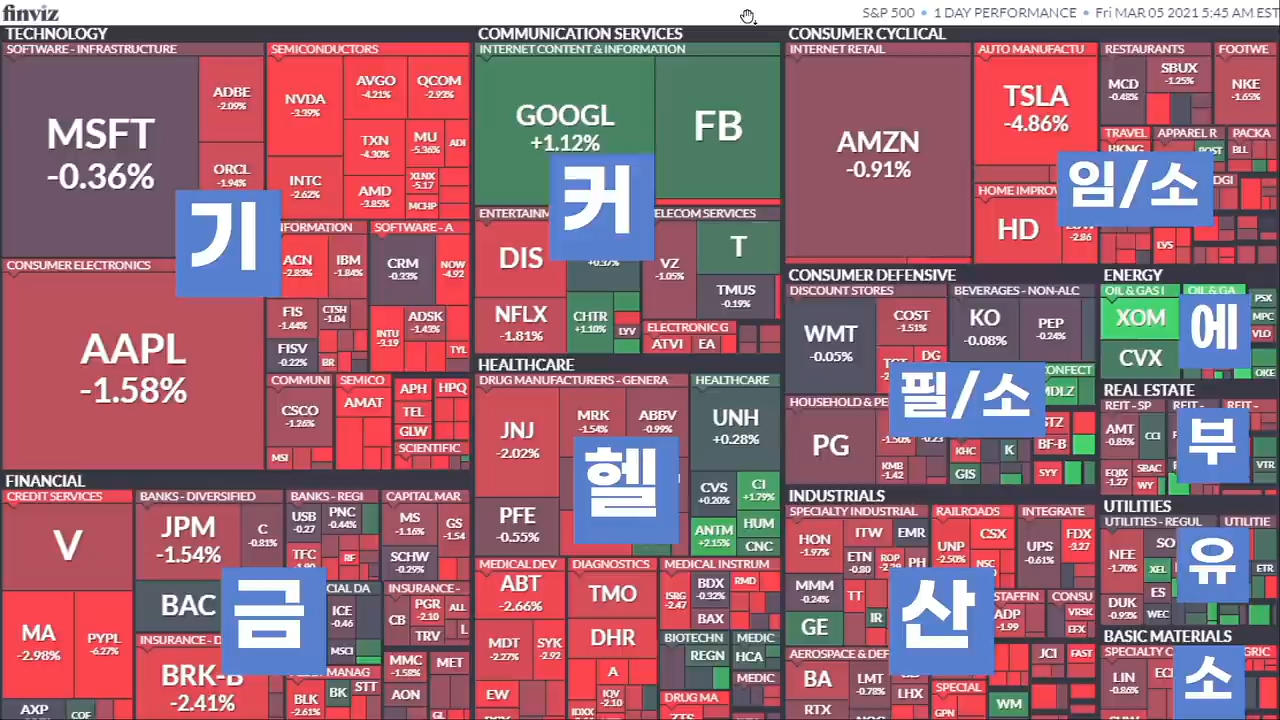 finviz
S&P 500 • 1 DAY PERFORMANCE • Fri MAR 05 2021 5:45 AM EST
TECHNOLOGY
SOFTWARE - INFRASTRUCTURE
MSFT
-0.36%
ADBE
-2.09%
ORCL
-1.94%
SEMICONDUCTORS
NVDA
-3.39%
AVGO
-4.21%
QCOM
-2.93%
TXN
-4.30%
MU
-5.36%
ADI
INTC
-2.62%
AMD
-3.85%
XLNX
-5.17
MCHP
기
CONSUMER ELECTRONICS
AAPL
-1.58%
ACN
-2.83%
IBM
-1.84%
FIS
-1.44%
CTSH
-1.04
FISV
-0.22%
BR
SOFTWARE - A
CRM
-0.33%
NOW
-4.92
INTU
-3.19
ADSK
-1.43%
TYL
COMMUNI
CSCO
-1.26%
MSI
SEMICO
AMAT
APH
HPQ
TEL
GLW
SCIENTIFIC
COMMUNICATION SERVICES
INTERNET CONTENT & INFORMATION
GOOGL
+1.12%
FB
커
DIS
NFLX
-1.81%
+0.37%
CHTR
+1.10%
LYV
VZ
-1.05%
T
TMUS
-0.19%
ELECTRONIC G
ATVI
EA
CONSUMER CYCLICAL
INTERNET RETAIL
AMZN
-0.91%
AUTO MANUFACTU
TSLA
-4.86%
HOME IMPROV
HD
-2.86
RESTAURANTS
MCD
-0.48%
SBUX
-1.25%
FOOTWE
NKE
-1.65%
TRAVEL
BKNG
APPAREL R
PACKA
BLL
LVS
임/소
CONSUMER DEFENSIVE
DISCOUNT STORES
WMT
-0.05%
COST
-1.51%
DG
BEVERAGES - NON-ALC
KO
-0.08%
PEP
-0.24%
MDLZ
HOUSEHOLD & PE
PG
KMB
-1.42
KHC
K
GIS
STZ
BF-B
SYY
필/소
ENERGY
OIL & GAS I
OIL & GA
XOM
CVX
PSX
MPC
VLO
OKE
에
HEALTHCARE
DRUG MANUFACTURERS - GENERA
JNJ
-2.02%
MRK
-1.54%
ABBV
-0.99%
PFE
-0.55%
HEALTHCARE
UNH
+0.28%
CVS
+0.20%
CI
+1.79%
ANTM
+2.15%
HUM
CNC
헬
MEDICAL DEV
ABT
-2.66%
MDT
-2.27%
SYK
-2.92
EW
DIAGNOSTICS
TMO
DHR
A
IQV
-2.10
IDXX
MEDICAL INSTRUM
ISRG
-2.47
BDX
-0.32%
RMD
BAX
BIOTECHN
REGN
MEDIC
HCA
MEDIC
DRUG MA
ZTS
REAL ESTATE
REIT - SP
REIT -
REIT -
AMT
-0.85%
CCI
EQIX
-1.27
SBAC
WY
VTR
부
FINANCIAL
CREDIT SERVICES
V
MA
-2.98%
PYPL
-6.27%
AXP
COF
BANKS - DIVERSIFIED
JPM
-1.54%
C
-0.81%
BAC
INSURANCE - D
BRK-B
-2.41%
BANKS - REGI
USB
-0.27
PNC
-0.44%
TFC
-1.90
RF
ICE
-0.46
MSCI
BLK
-2.61%
BK
STT
CAPITAL MAR
MS
-1.16%
GS
-1.54
SCHW
-0.29%
INSURANCE -
CB
PGR
-2.10
ALL
TRV
L
MMC
-1.58%
MET
AON
GL
금
INDUSTRIALS
SPECIALTY INDUSTRIAL
HON
-1.97%
ITW
EMR
ETN
-0.80
ROP
PH
MMM
-0.24%
TT
IR
GE
RAILROADS
UNP
-2.50%
CSX
NSC
INTEGRATE
UPS
-0.61%
FDX
-3.27
STAFFIN
ADP
-1.99
CONSU
VRSK
EFX
AEROSPACE & DEF
BA
LMT
-0.78%
RTX
LHX
SPECIAL
GPN
JCI
FAST
WM
산
UTILITIES
UTILITIES - REGUL
UTILITIE
NEE
-1.70%
SO
XEL
ETR
DUK
-0.93%
ES
WEC
유
BASIC MATERIALS
SPECIALTY C
LIN
-0.86%
소